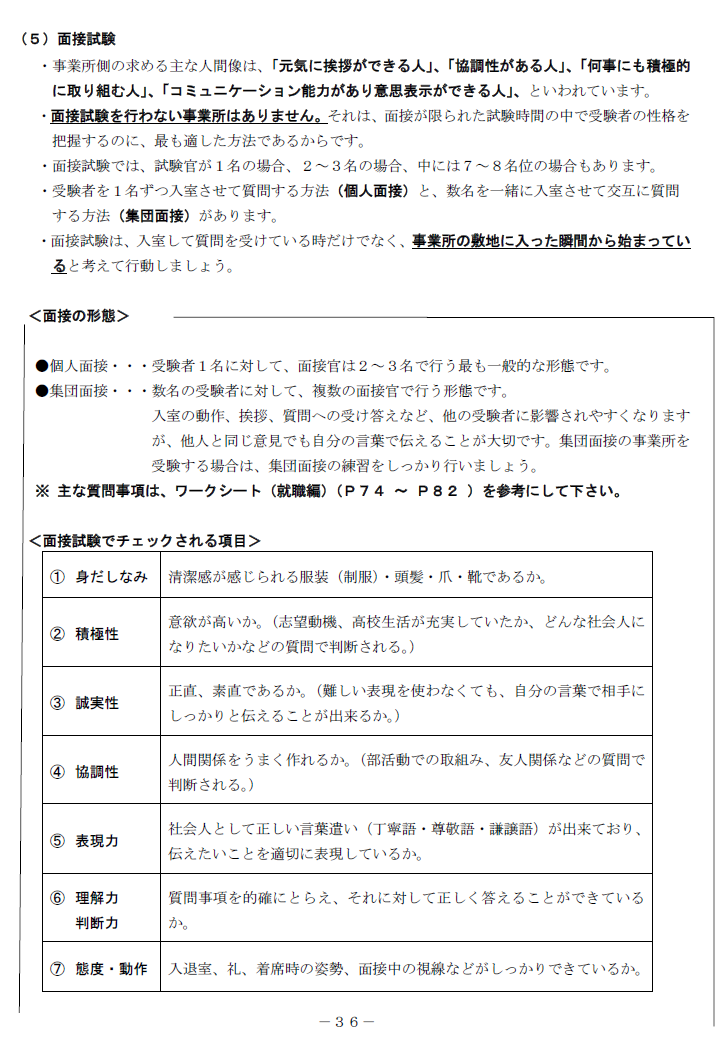 （５）面接試験
・事業所側の求める主な人間像は、「元気に挨拶ができる人」、「協調性がある人」、「何事にも積極的
に取り組む人」、「コミュニケーション能力があり意思表示ができる人」、といわれています。
・面接試験を行わない事業所はありません。それは、面接が限られた試験時間の中で受験者の性格を
把握するのに、最も適した方法であるからです。
・面接試験では、試験官が１名の場合、２～３名の場合、中には７～８名位の場合もあります。
・受験者を１名ずつ入室させて質問する方法（個人面接）と、数名を一緒に入室させて交互に質問
する方法（集団面接）があります。
・面接試験は、入室して質問を受けている時だけでなく、事業所の敷地に入った瞬間から始まってい
ると考えて行動しましょう。
＜面接の形態＞
●個人面接・・・受験者１名に対して、面接官は２～３名で行う最も一般的な形態です。
●集団面接・・・数名の受験者に対して、複数の面接官で行う形態です。
入室の動作、挨拶、質問への受け答えなど、他の受験者に影響されやすくなります
が、他人と同じ意見でも自分の言葉で伝えることが大切です。集団面接の事業所を
受験する場合は、集団面接の練習をしっかり行いましょう。
※ 主な質問事項は、ワークシート（就職編）（Ｐ７４ ～ Ｐ８２ ）を参考にして下さい。
＜面接試験でチェックされる項目＞
① 身だしなみ 清潔感が感じられる服装（制服）・頭髪・爪・靴であるか。
② 積極性 意欲が高いか。（志望動機、高校生活が充実していたか、どんな社会人に
なりたいかなどの質問で判断される。）
③ 誠実性 正直、素直であるか。（難しい表現を使わなくても、自分の言葉で相手に
しっかりと伝えることが出来るか。）
④ 協調性 人間関係をうまく作れるか。（部活動での取組み、友人関係などの質問で
判断される。）
⑤ 表現力 社会人として正しい言葉遣い（丁寧語・尊敬語・謙譲語）が出来ており、
伝えたいことを適切に表現しているか。
⑥ 理解力 質問事項を的確にとらえ、それに対して正しく答えることができている
判断力 か。
⑦ 態度・動作 入退室、礼、着席時の姿勢、面接中の視線などがしっかりできているか。
－３６－